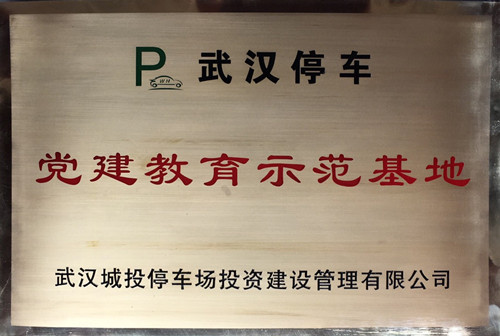 P WH 武汉停车
党建教育示范基地
武汉城投停车场投资建设管理有限公司